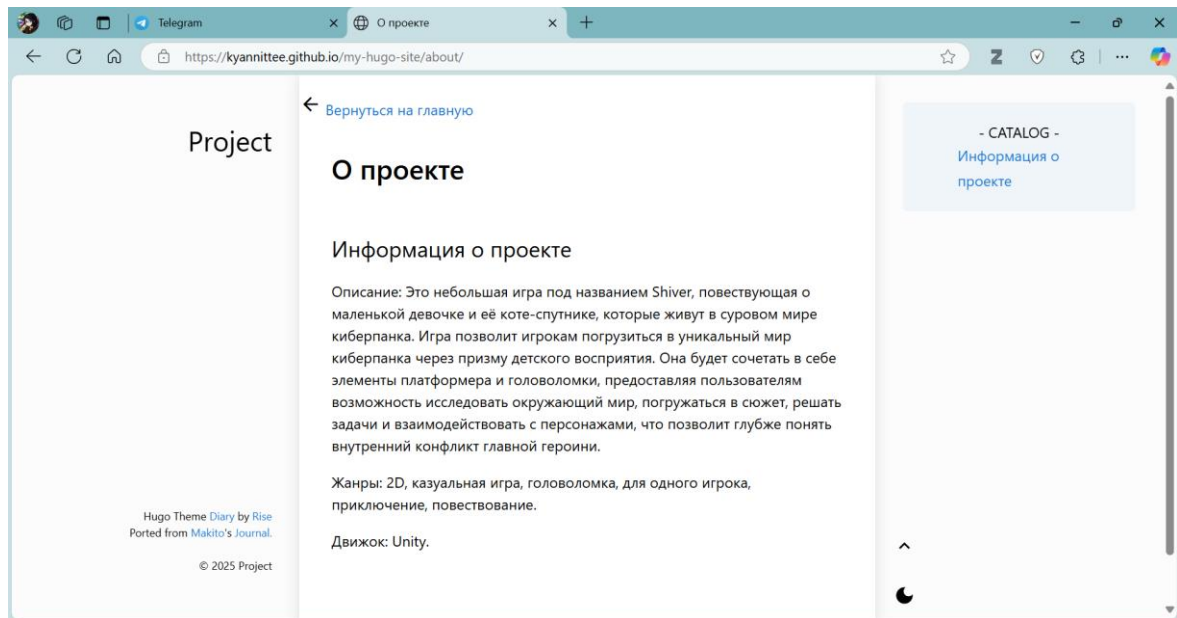 Telegram
О проекте
https://kyannittee.github.io/my-hugo-site/about/
Project
Вернуться на главную
О проекте
Информация о проекте
Описание: Это небольшая игра под названием Shiver, повествующая о
маленькой девочке и её коте-спутнике, которые живут в суровом мире
киберпанка. Игра позволит игрокам погрузиться в уникальный мир
киберпанка через призму детского восприятия. Она будет сочетать в себе
элементы платформера и головоломки, предоставляя пользователям
возможность исследовать окружающий мир, погружаться в сюжет, решать
задачи и взаимодействовать с персонажами, что позволит глубже понять
внутренний конфликт главной героини.
Жанры: 2D, казуальная игра, головоломка, для одного игрока,
приключение, повествование.
Движок: Unity.
- CATALOG -
Информация о
проекте
Hugo Theme Diary by Rise
Ported from Makito's Journal.
© 2025 Project